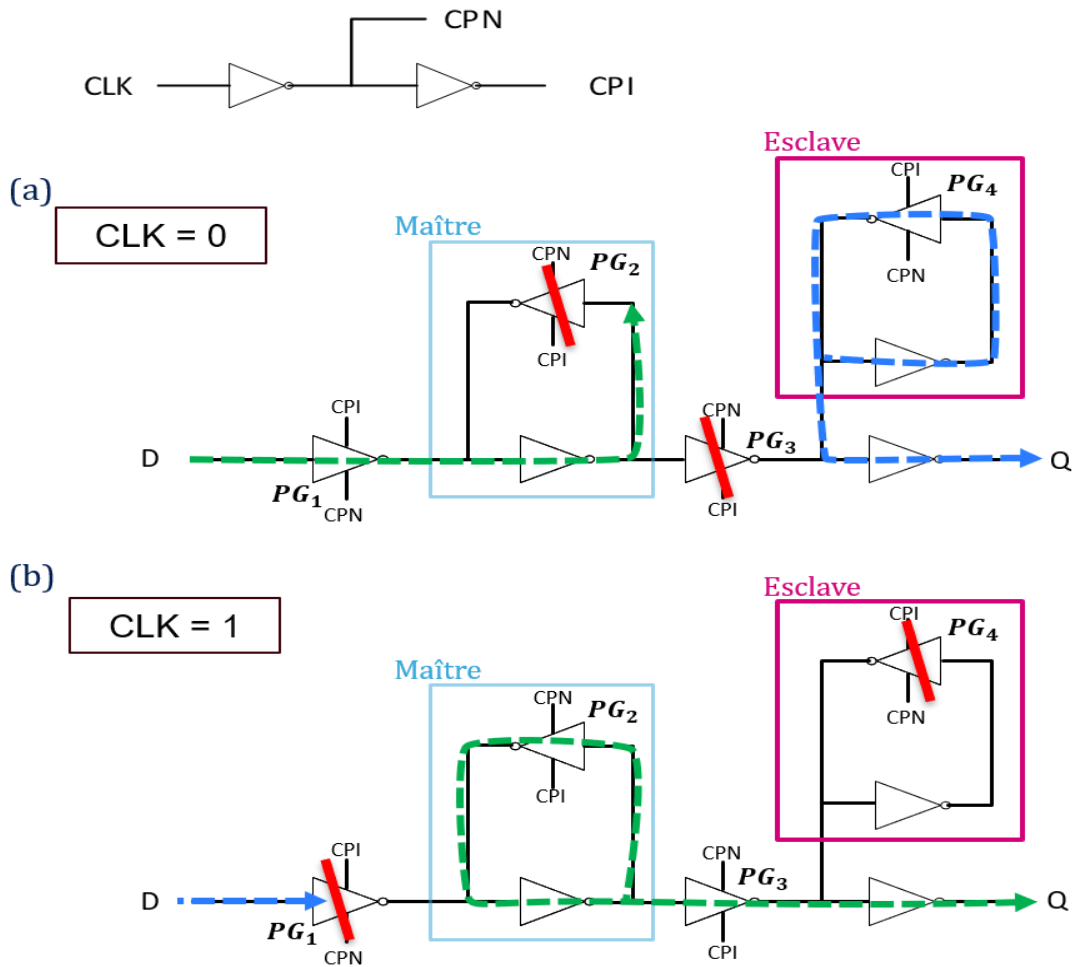 CPN
CLK
CPI
Esclave
(a)
CPI
PG4
CLK = 0
Maître
CPN
PG2
CPN
CPI
CPI
CPN
PG3
D
Q
PG1
CPN
CPI
(b)
Esclave
CLK = 1
CPI
PG4
Maître
CPN
PG2
CPN
CPI
CPI
CPN
PG3
D
Q
PG1
CPN
CPI